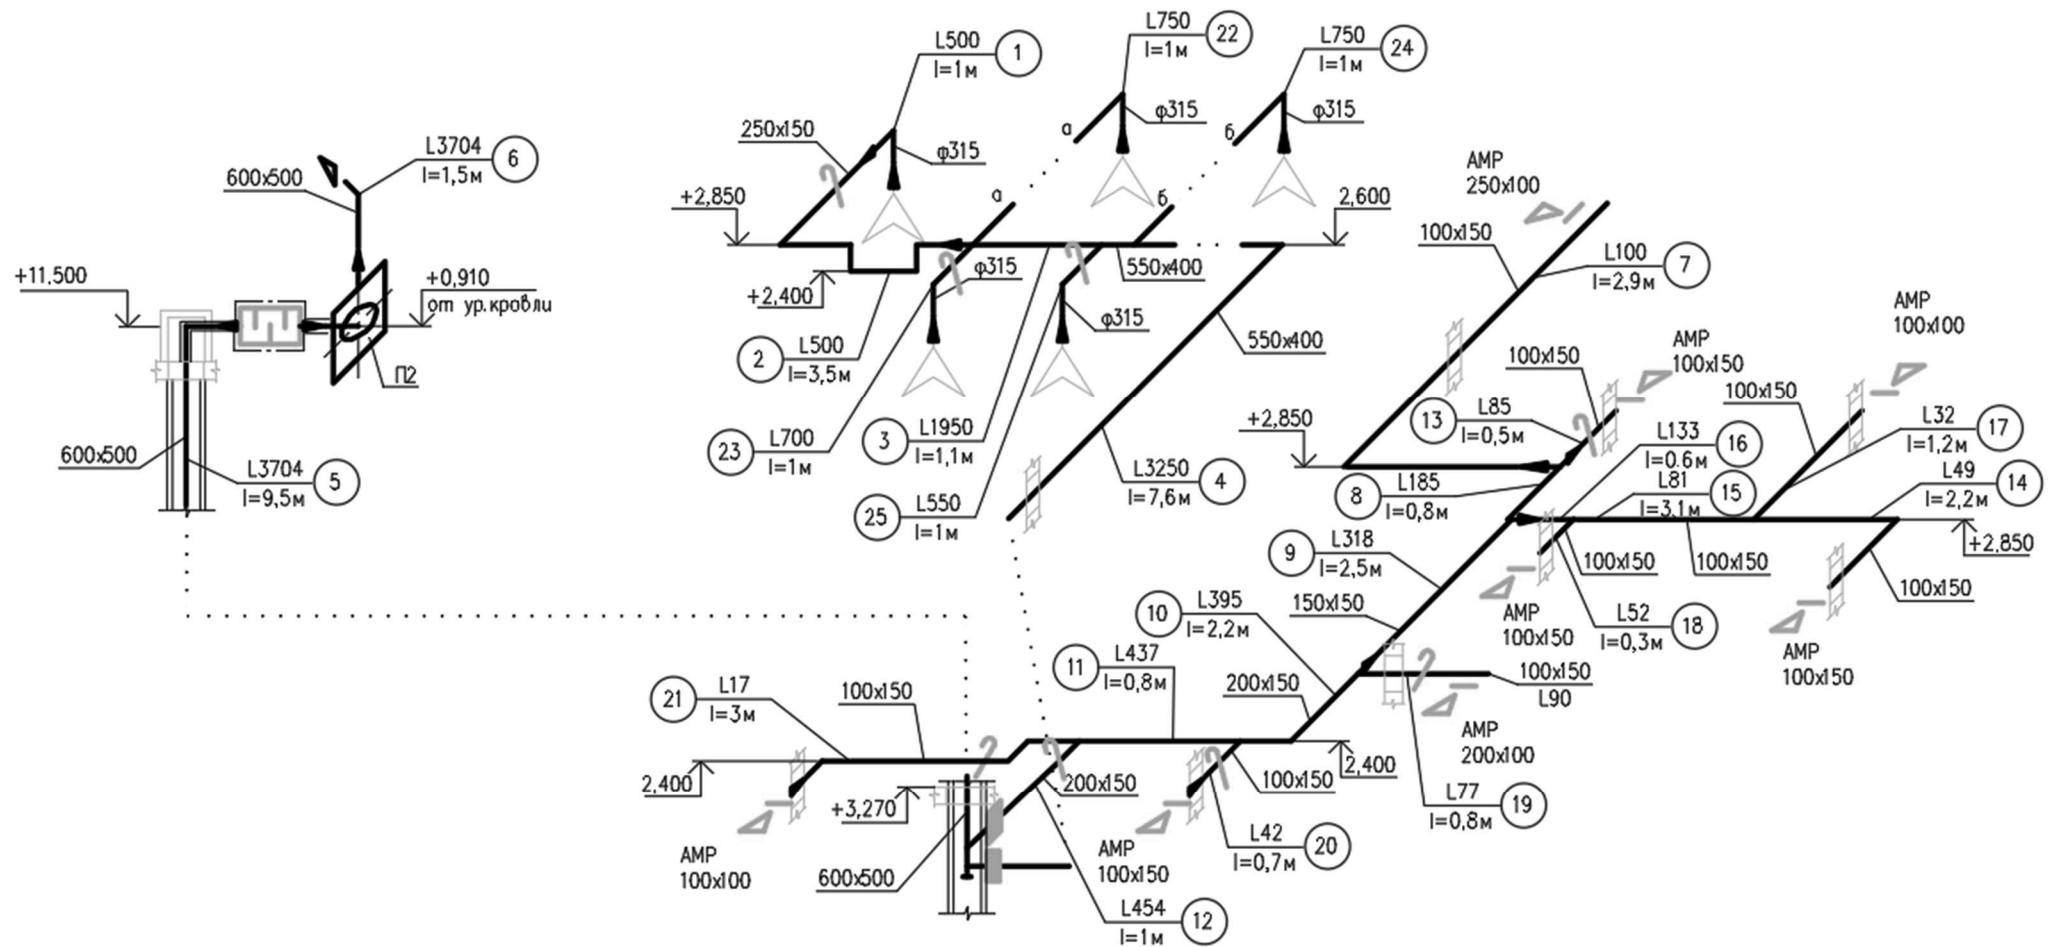 L3704
l=1,5м
6
600x500
+11,500
+0,910
от ур.кровли
П2
600x500
L3704
l=9,5м
5
L500
l=1м
1
250x150
φ315
+2,850
+2,400
2
L500
l=3,5м
L750
l=1м
22
φ315
а
а
L750
l=1м
24
φ315
б
б
2,600
φ315
550x400
φ315
550x400
23
L700
l=1м
3
L1950
l=1,1м
25
L550
l=1м
L3250
l=7,6м
4
АМР
250x100
100x150
L100
l=2,9м
7
+2,850
100x150
АМР
100x150
13
L85
l=0,5м
8
L185
l=0,8м
L133
l=0.6м
16
L81
l=3,1м
15
АМР
100x100
100x150
L32
l=1,2м
17
L49
l=2,2м
14
+2,850
100x150
100x150
100x150
9
L318
l=2,5м
АМР
100x150
L52
l=0,3м
18
АМР
100x150
10
L395
l=2,2м
150x150
11
L437
l=0,8м
200x150
100x150
L90
АМР
200x100
L77
l=0,8м
19
21
L17
l=3м
100x150
2,400
АМР
100x100
+3,270
600x500
200x150
2,400
100x150
АМР
100x150
L42
l=0,7м
20
L454
l=1м
12